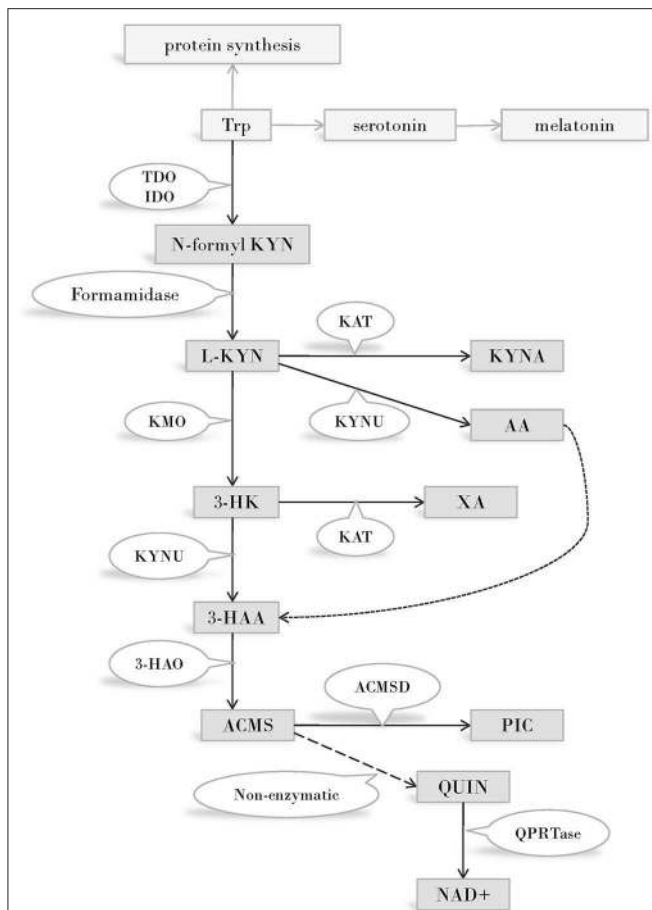 protein synthesis
Trp
serotonin
melatonin
TDO
IDO
N-formyl KYN
Formamidase
L-KYN
KAT
KYNA
KYNU
AA
KMO
3-HK
KAT
XA
KYNU
3-HAA
3-HAO
ACMS
ACMSD
PIC
Non-enzymatic
QUIN
QPRTase
NAD+